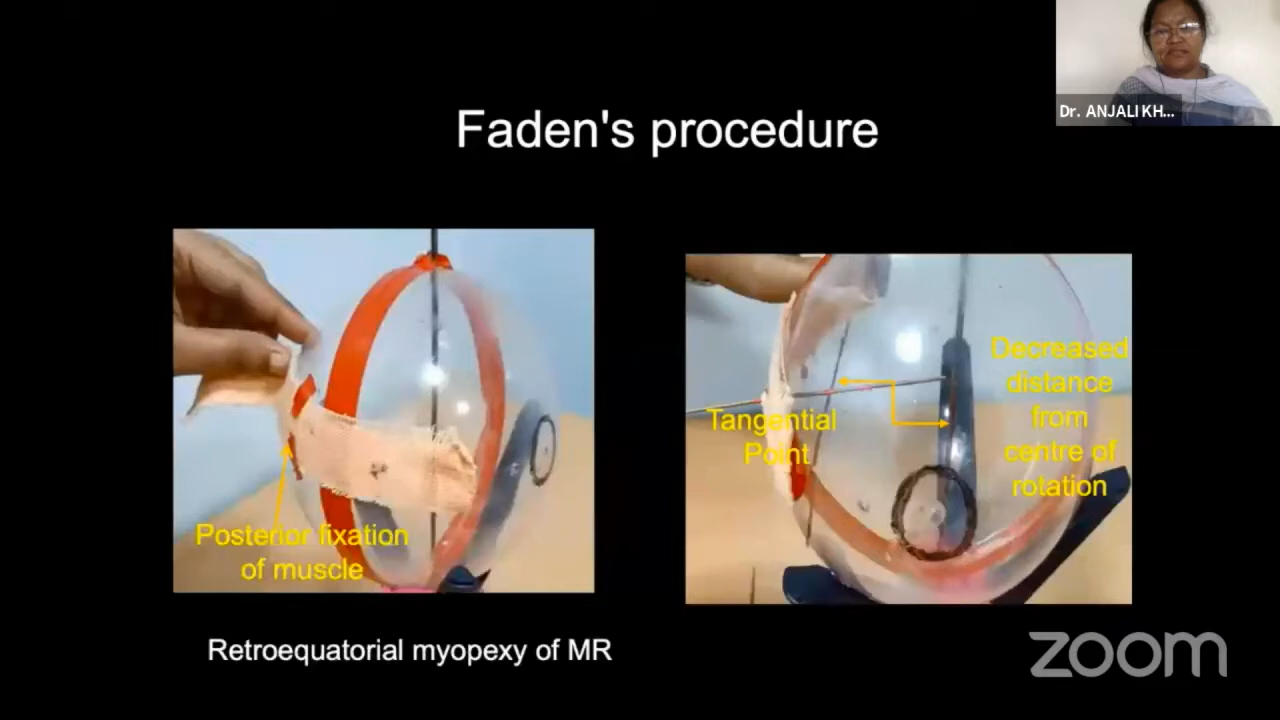 Dr. ANJALI KH...
Faden's procedure
Posterior fixation
of muscle
Tangential
Point
Decreased
distance
from
centre of
rotation
Retroequatorial myopexy of MR
zoom